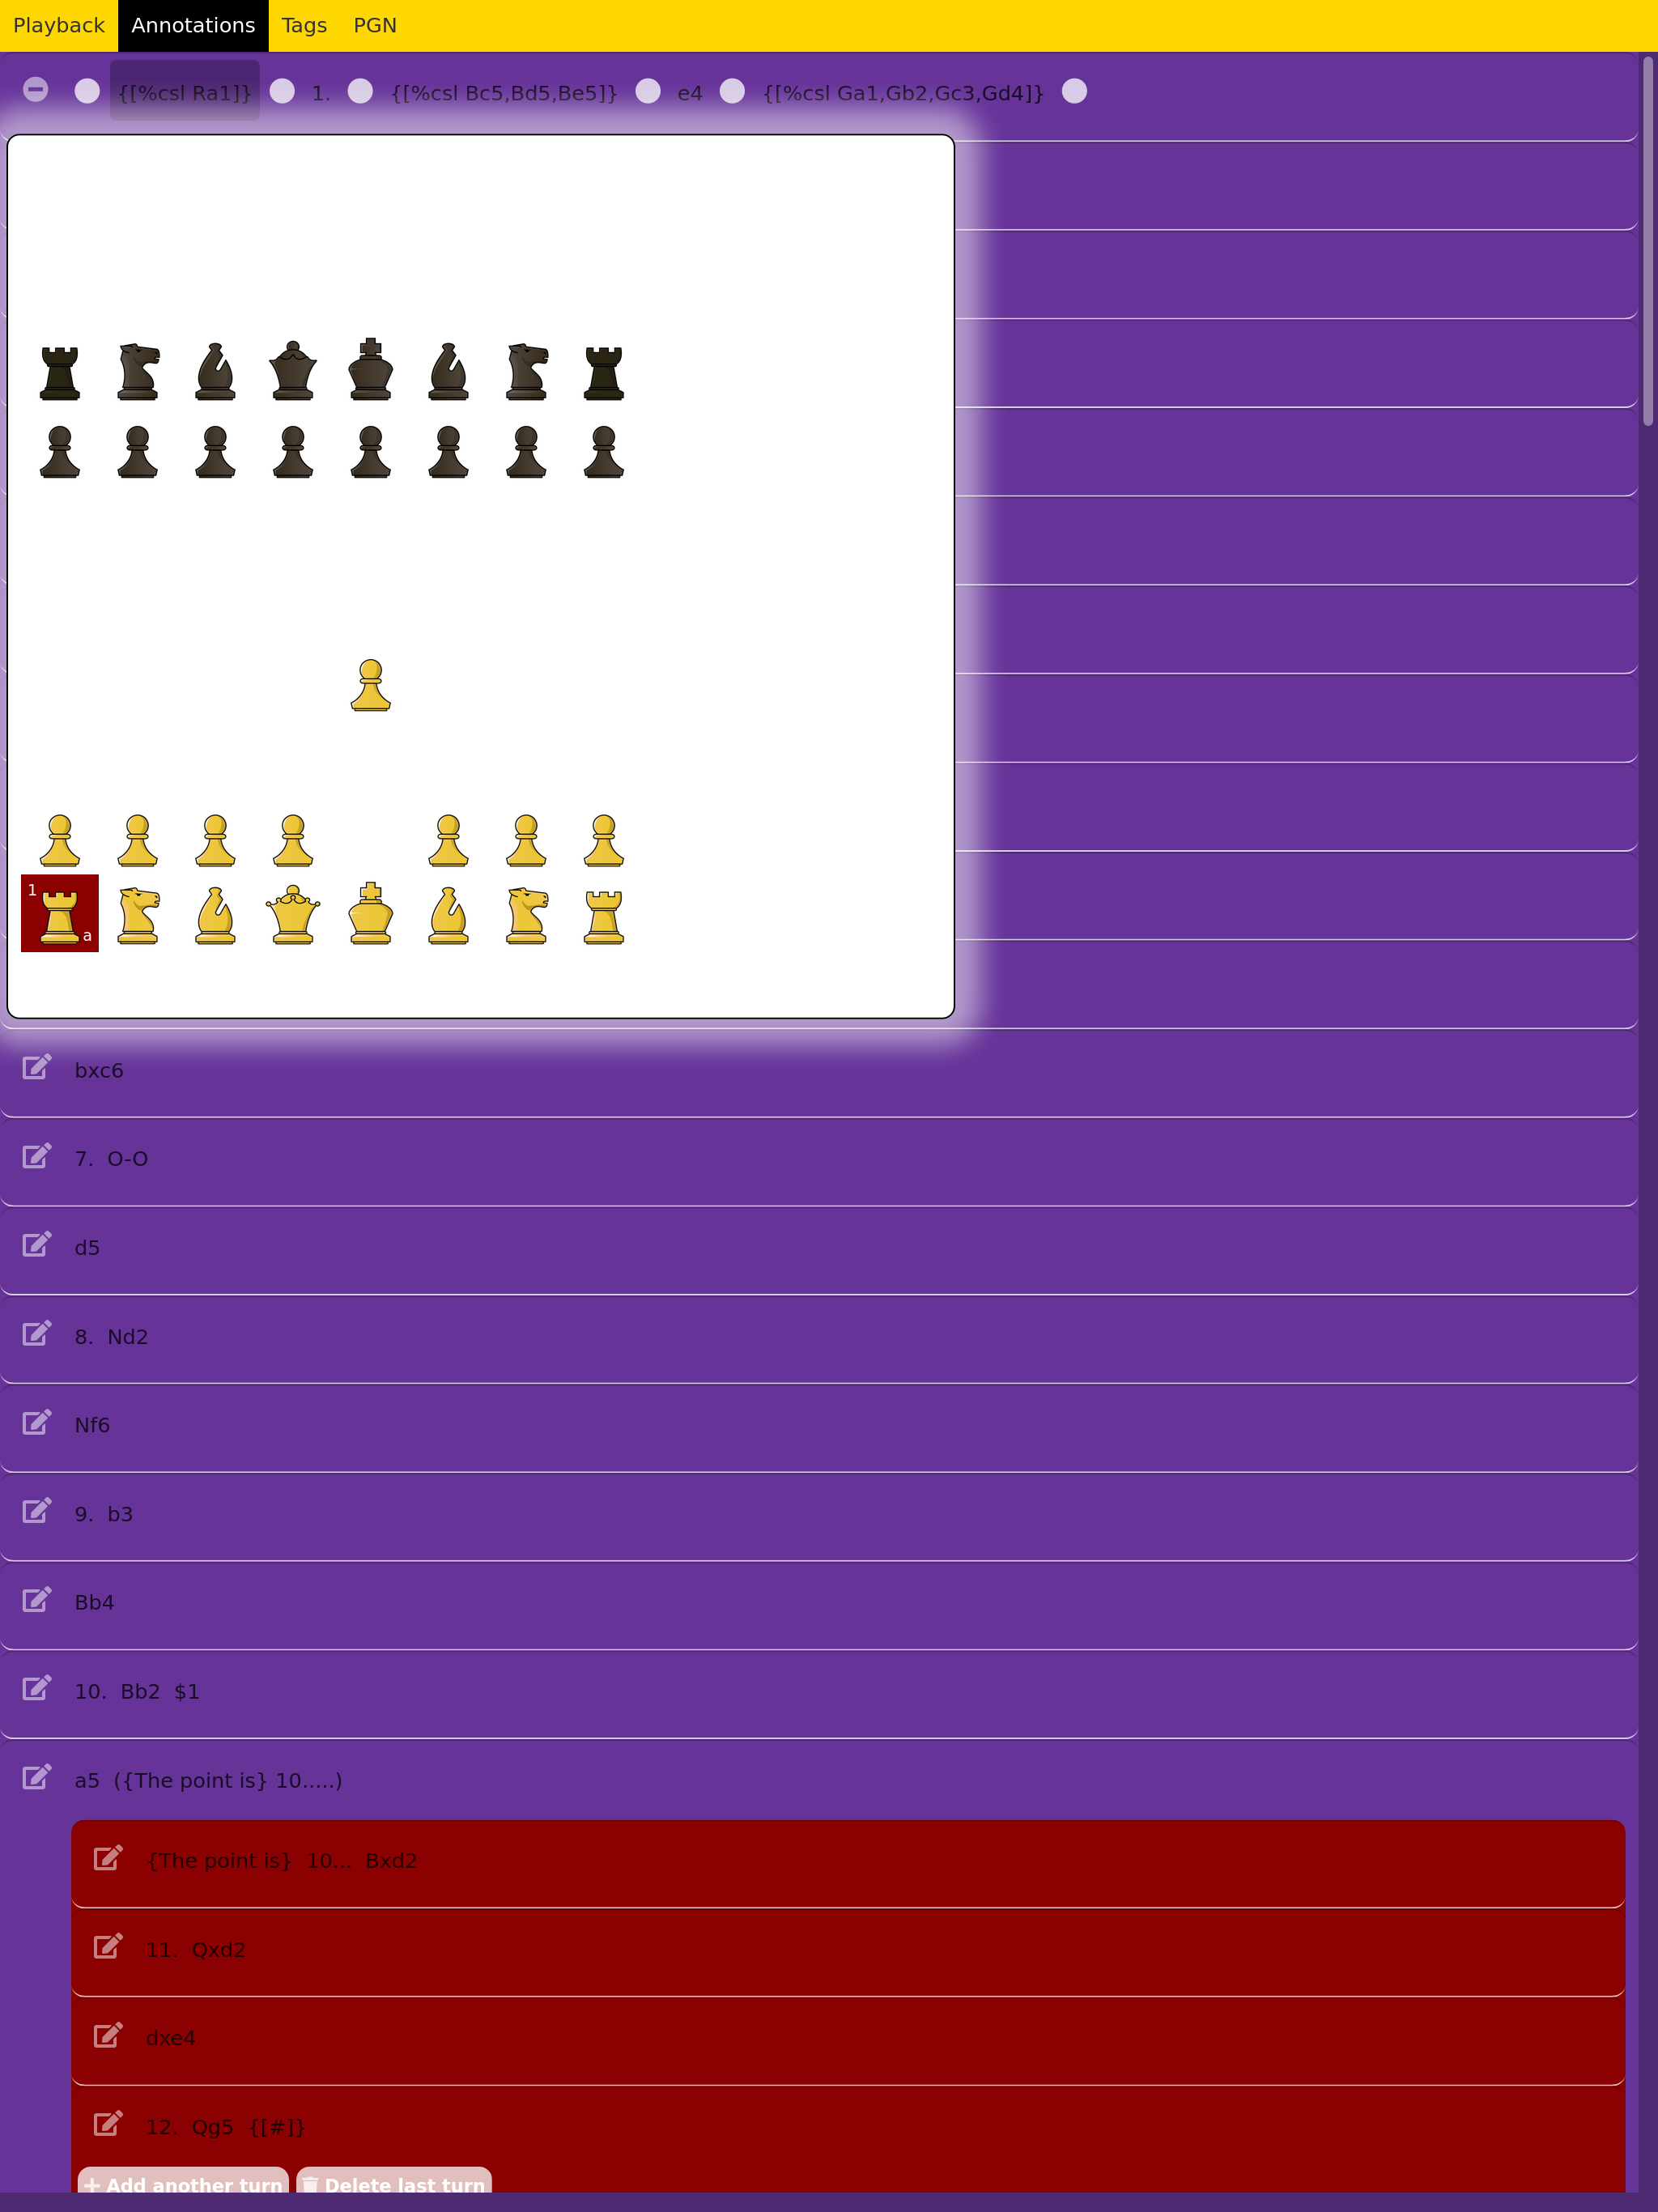 Playback Annotations Tags PGN
{[%csl Ra1]} 1. {[%csl Bc5,Bd5,Be5]} e4 {[%csl Ga1,Gb2,Gc3,Gd4]}
1
a
bxc6
7. O-O
d5
8. Nd2
Nf6
9. b3
Bb4
10. Bb2 $1
a5 ({The point is} 10.....)
{The point is} 10... Bxd2
11. Qxd2
dxe4
12. Qg5 {[#]}
Add another turn Delete last turn